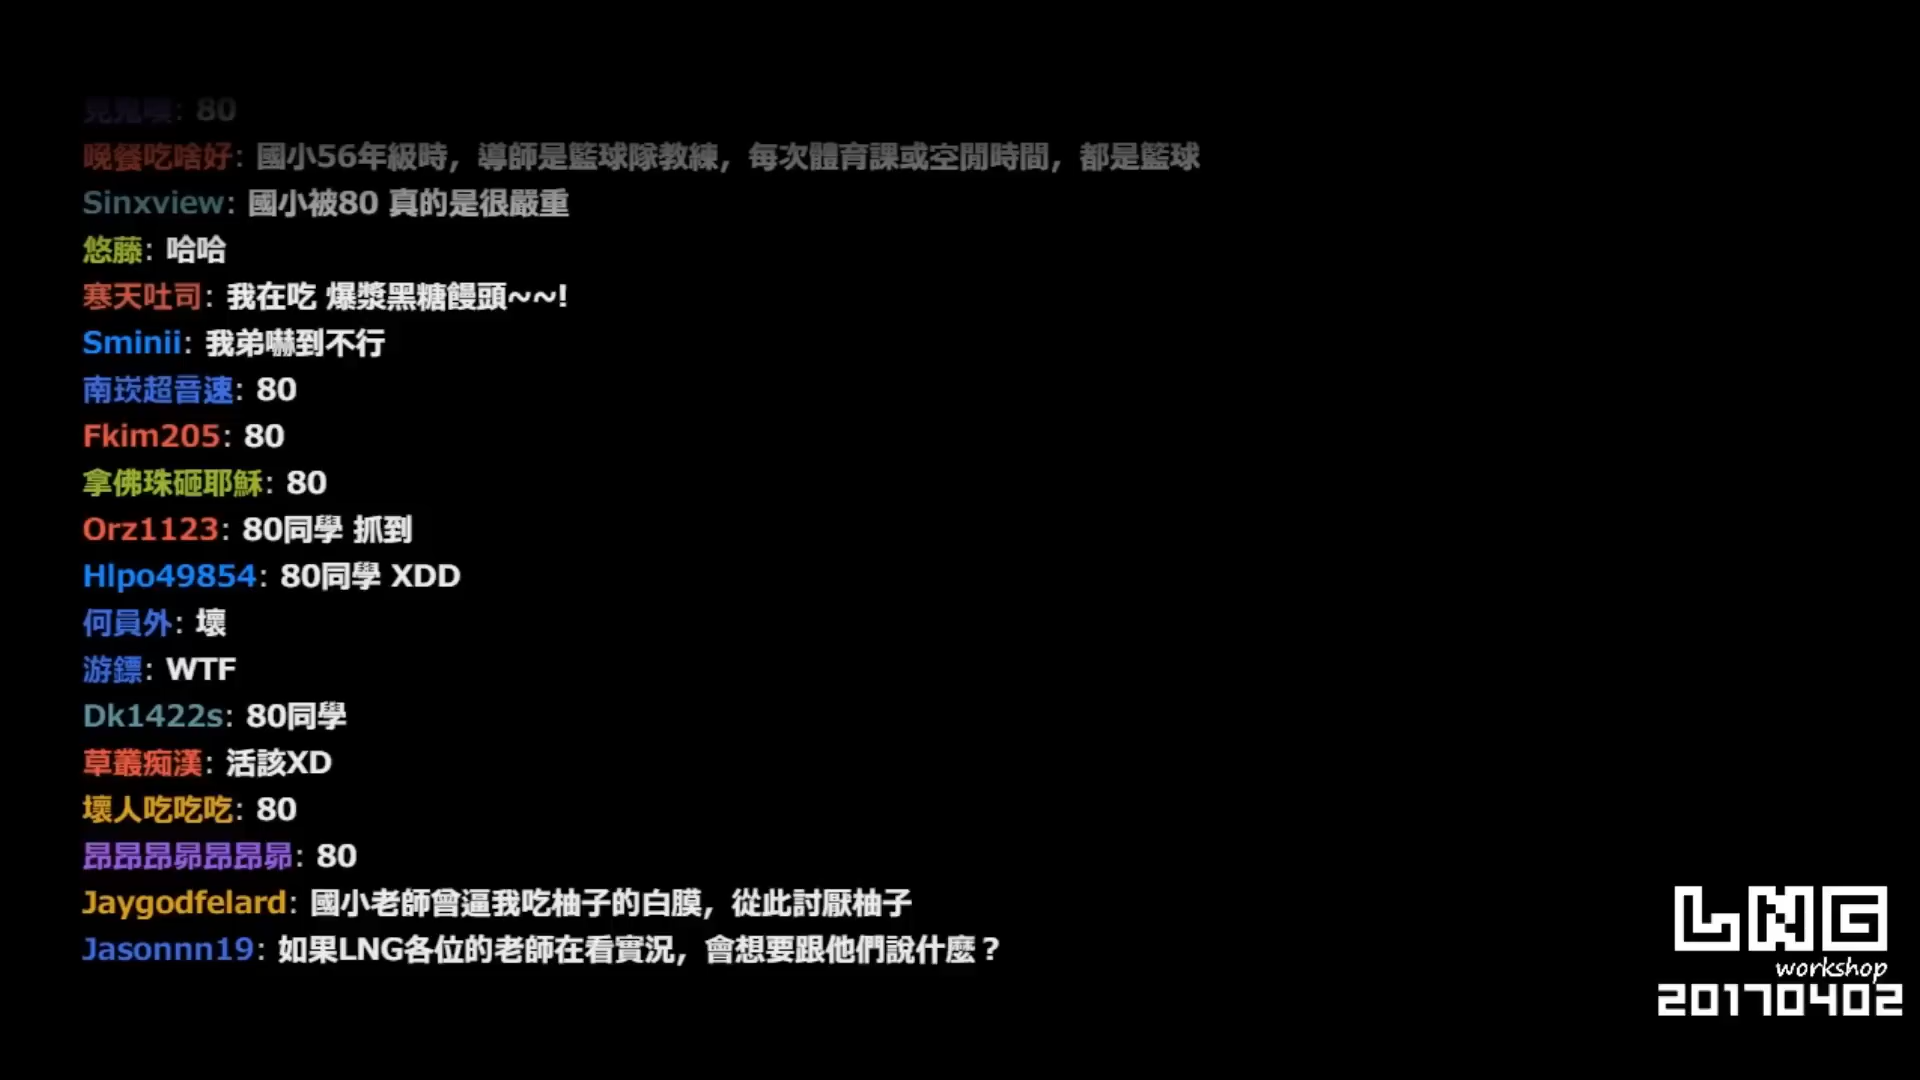 : 80
晚餐吃啥好: 國小56年級時，導師是籃球隊教練，每次體育課或空閒時間，都是籃球
Sinxview: 國小被80 真的是很嚴重
悠藤: 哈哈
寒天吐司: 我在吃 爆漿黑糖饅頭~~!
Sminii: 我弟嚇到不行
南崁超音速: 80
Fkim205: 80
拿佛珠砸耶穌: 80
Orz1123: 80同學 抓到
Hlpo49854: 80同學 XDD
何員外: 壞
游鏢: WTF
Dk1422s: 80同學
草叢痴漢: 活該XD
壞人吃吃吃: 80
昂昂昂昴昂昂昴: 80
Jaygodfelard: 國小老師曾逼我吃柚子的白膜，從此討厭柚子
Jasonnn19: 如果LNG各位的老師在看實況，會想要跟他們說什麼？
LNG
workshop
20170402